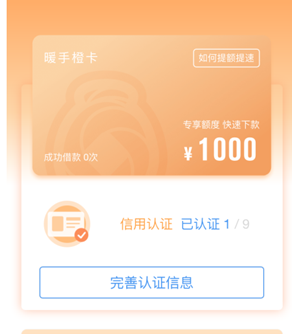 暖手橙卡
如何提额提速
专享额度 快速下款
成功借款 0次
¥ 1000
信用认证 已认证 1 / 9
完善认证信息